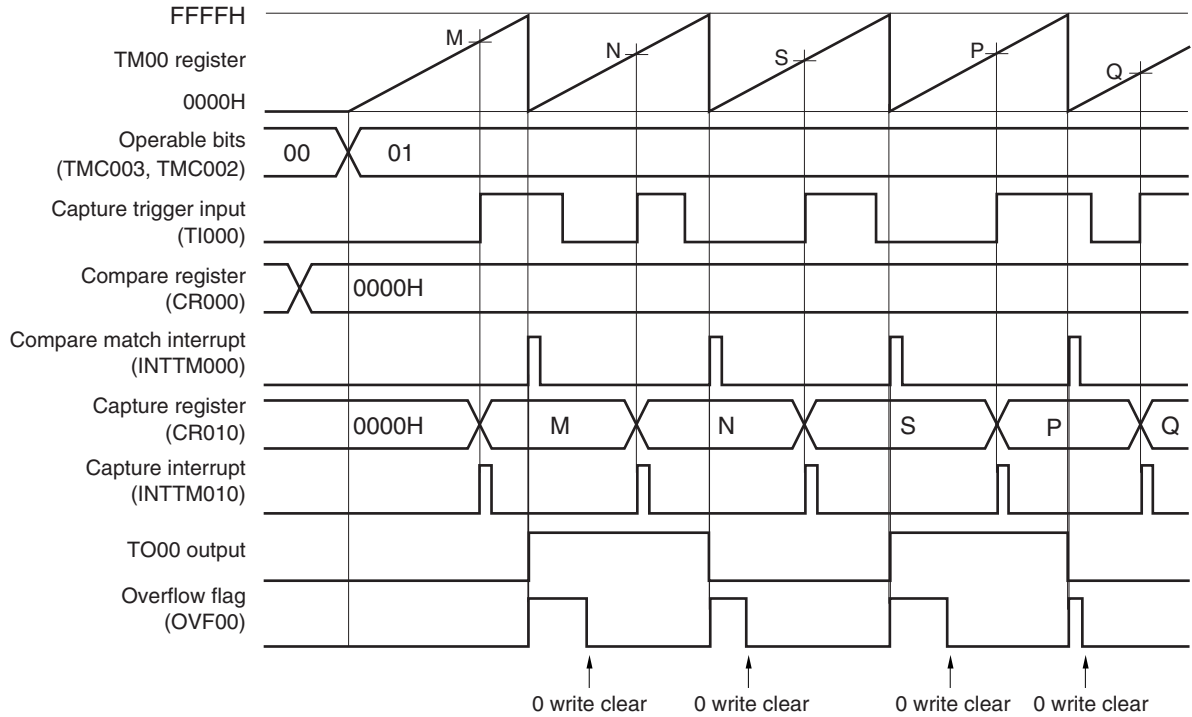 FFFFH
TM00 register
0000H
M N S P Q
Operable bits
(TMC003, TMC002)
00 01
Capture trigger input
(TI000)
Compare register
(CR000)
0000H
Compare match interrupt
(INTTM000)
Capture register
(CR010)
0000H M N S P Q
Capture interrupt
(INTTM010)
TO00 output
Overflow flag
(OVF00)
0 write clear 0 write clear 0 write clear 0 write clear